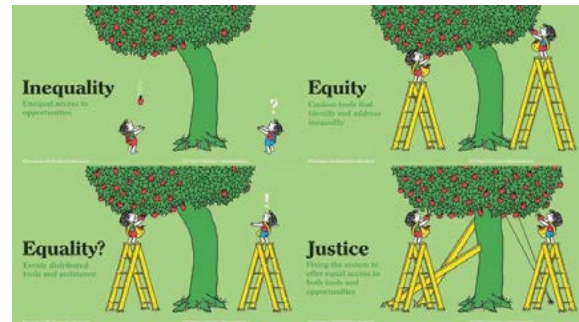 Inequality
Unequal access to
opportunities
?
Equality?
Evenly distributed
tools and assistance
!
Equity
Custom tools that
identify and address
inequality
Justice
Fixing the system to
offer equal access to
both tools and
opportunities